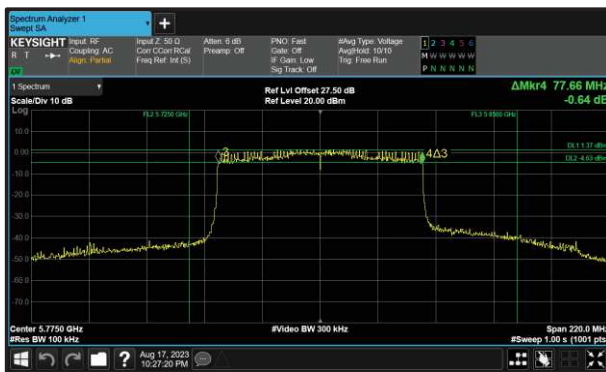 Spectrum Analyzer 1
Swept SA
+
KEYSIGHT
R T
Input: RF
Coupling: AC
Align: Partial
Input Z: 50 Ω
Corr CCorr RCal
Freq Ref: Int (S)
Atten: 6 dB
Preamp: Off
PNO: Fast
Gate: Off
IF Gain: Low
Sig Track: Off
#Avg Type: Voltage
Avg|Hold: 10/10
Trig: Free Run
1 2 3 4 5 6
M W W W W W
P N N N N N
1 Spectrum
Scale/Div 10 dB
Ref Lvl Offset 27.50 dB
Ref Level 20.00 dBm
ΔMkr4 77.66 MHz
-0.64 dB
Log
FL2 5.7250 GHz
FL3 5.8500 GHz
10.0
0.00
-10.0
-20.0
-30.0
-40.0
-50.0
-60.0
-70.0
3
4Δ3
DL1 1.37 dBm
DL2 -4.63 dBm
Center 5.7750 GHz
#Res BW 100 kHz
#Video BW 300 kHz
Span 220.0 MHz
#Sweep 1.00 s (1001 pts)
?
Aug 17, 2023
10:27:20 PM